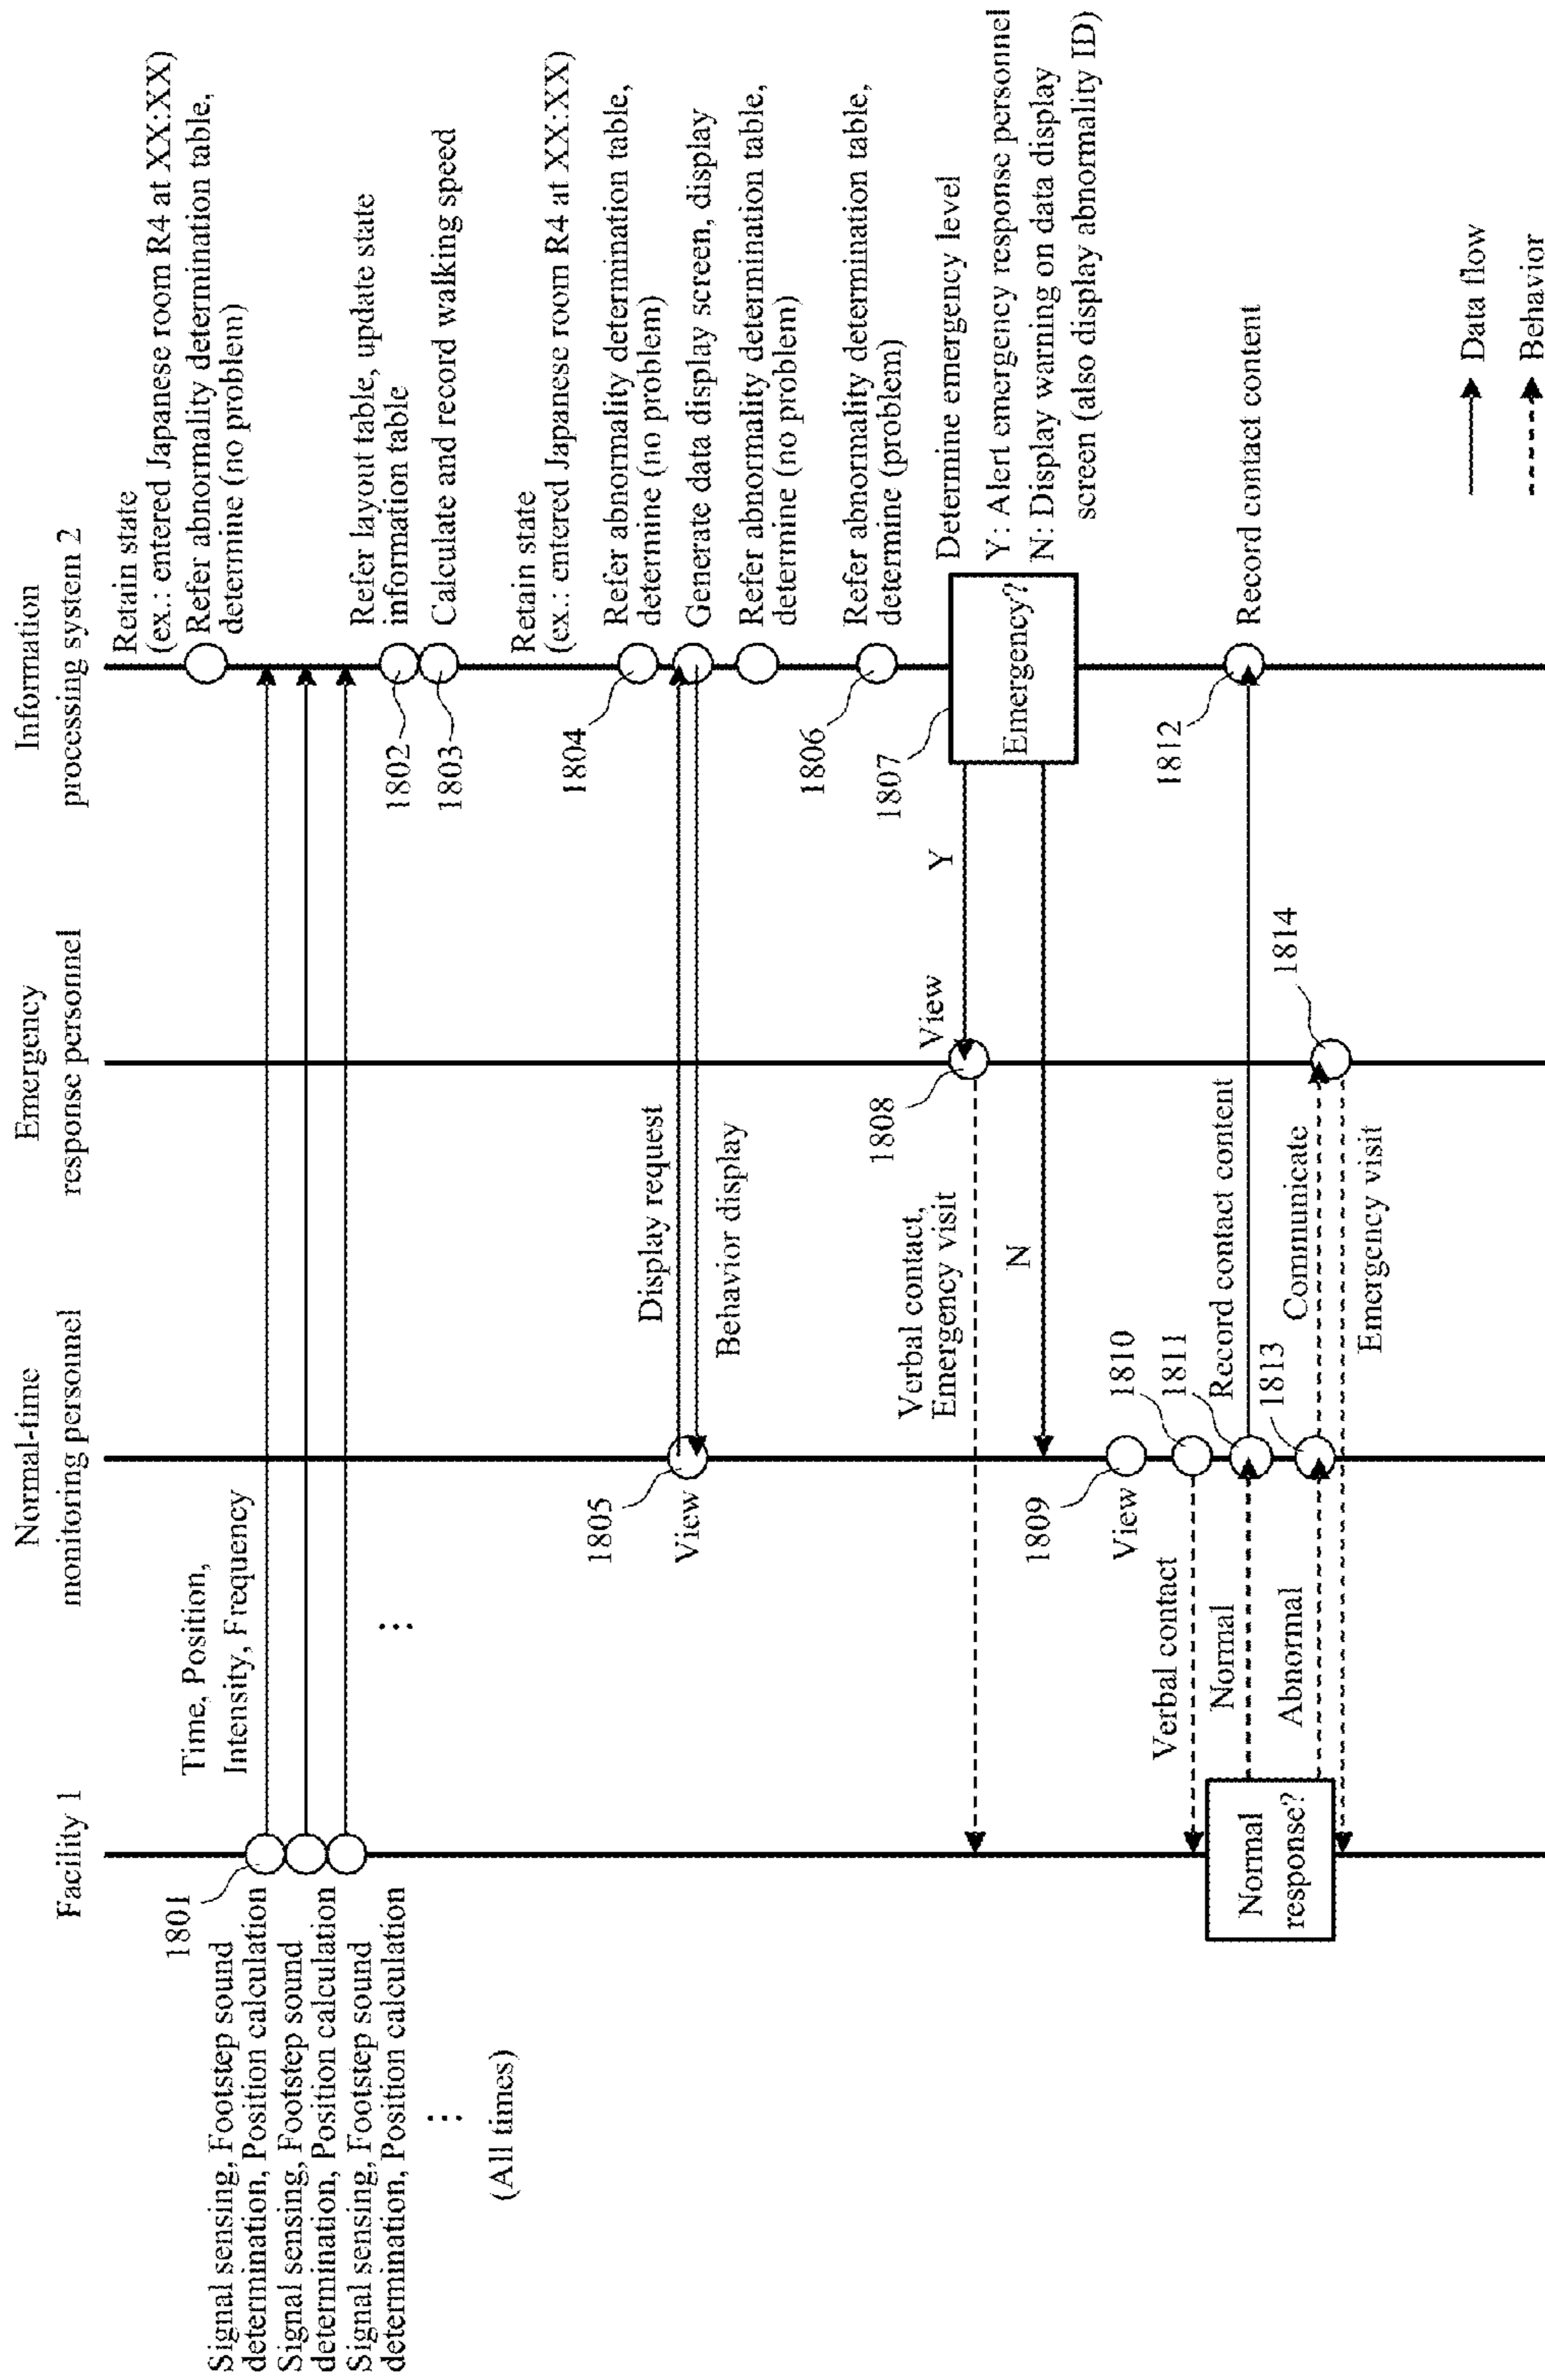 Facility 1
Normal-time
monitoring personnel
Emergency
response personnel
Information
processing system 2
Retain state
(ex.: entered Japanese room R4 at XX:XX)
Refer abnormality determination table,
determine (no problem)
1801
Signal sensing, Footstep sound
determination, Position calculation
Signal sensing, Footstep sound
determination, Position calculation
Signal sensing, Footstep sound
determination, Position calculation
⋮
(All times)
Time, Position,
Intensity, Frequency
⋮
1802
Refer layout table, update state
information table
1803
Calculate and record walking speed
Retain state
(ex.: entered Japanese room R4 at XX:XX)
1804
Refer abnormality determination table,
determine (no problem)
1805
View
Display request
Behavior display
Generate data display screen, display
Refer abnormality determination table,
determine (no problem)
1806
Refer abnormality determination table,
determine (problem)
1807
Emergency?
Determine emergency level
Y: Alert emergency response personnel
N: Display warning on data display
screen (also display abnormality ID)
Y
View
1808
Verbal contact,
Emergency visit
N
1809
View
1810
Verbal contact
1811
Normal
Normal
response?
Record contact content
1812
Record contact content
1813
Abnormal
Communicate
1814
Emergency visit
Data flow
Behavior